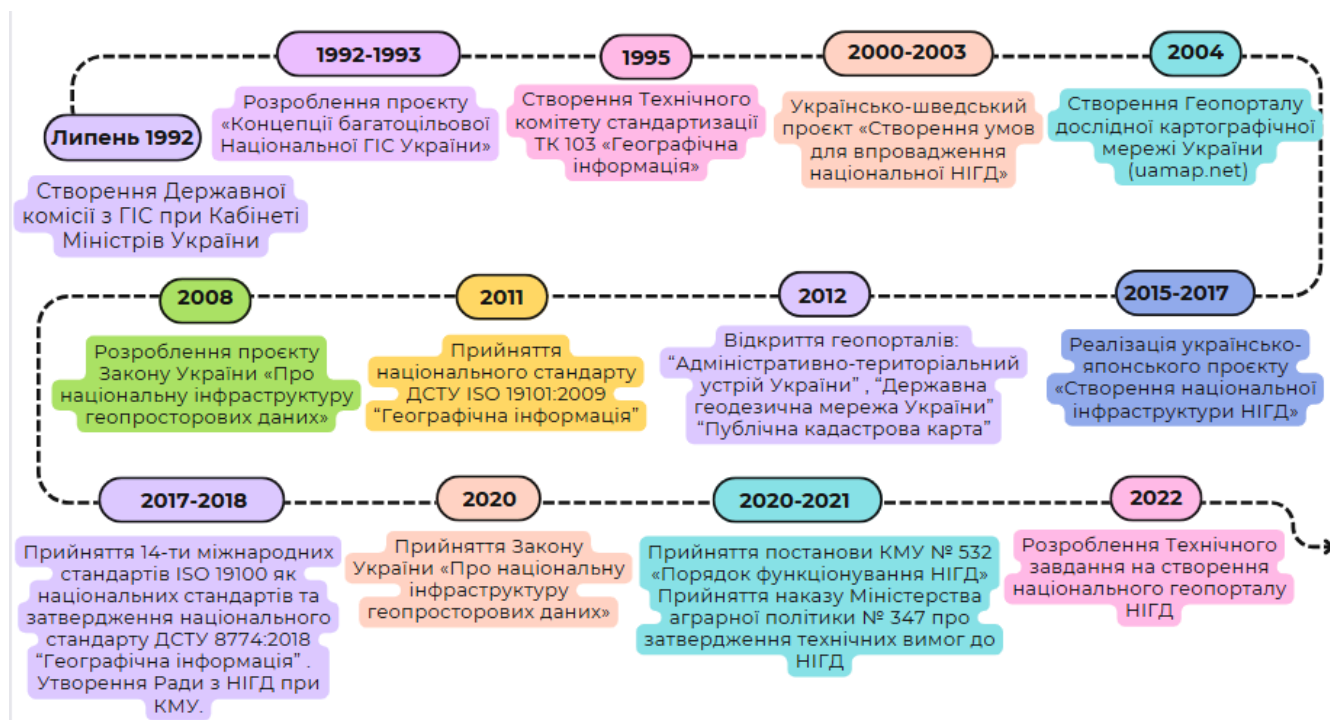 Липень 1992
Створення Державної
комісії з ГІС при Кабінеті
Міністрів України
1992-1993
Розроблення проєкту
«Концепції багатоцільової
Національної ГІС України»
1995
Створення Технічного
комітету стандартизації
ТК 103 «Географічна
інформація»
2000-2003
Українсько-шведський
проєкт «Створення умов
для впровадження
національної НІГД»
2004
Створення Геопорталу
дослідної картографічної
мережі України
(uamap.net)
2008
Розроблення проєкту
Закону України «Про
національну інфраструктуру
геопросторових даних»
2011
Прийняття
національного стандарту
ДСТУ ISO 19101:2009
“Географічна інформація”
2012
Відкриття геопорталів:
“Адміністративно-територіальний
устрій України” , “Державна
геодезична мережа України”
“Публічна кадастрова карта”
2015-2017
Реалізація українсько-
японського проєкту
«Створення національної
інфраструктури НІГД»
2017-2018
Прийняття 14-ти міжнародних
стандартів ISO 19100 як
національних стандартів та
затвердження національного
стандарту ДСТУ 8774:2018
“Географічна інформація” .
Утворення Ради з НІГД при
КМУ.
2020
Прийняття Закону
України «Про національну
інфраструктуру
геопросторових даних»
2020-2021
Прийняття постанови КМУ № 532
«Порядок функціонування НІГД»
Прийняття наказу Міністерства
аграрної політики № 347 про
затвердження технічних вимог до
НІГД
2022
Розроблення Технічного
завдання на створення
національного геопорталу
НІГД